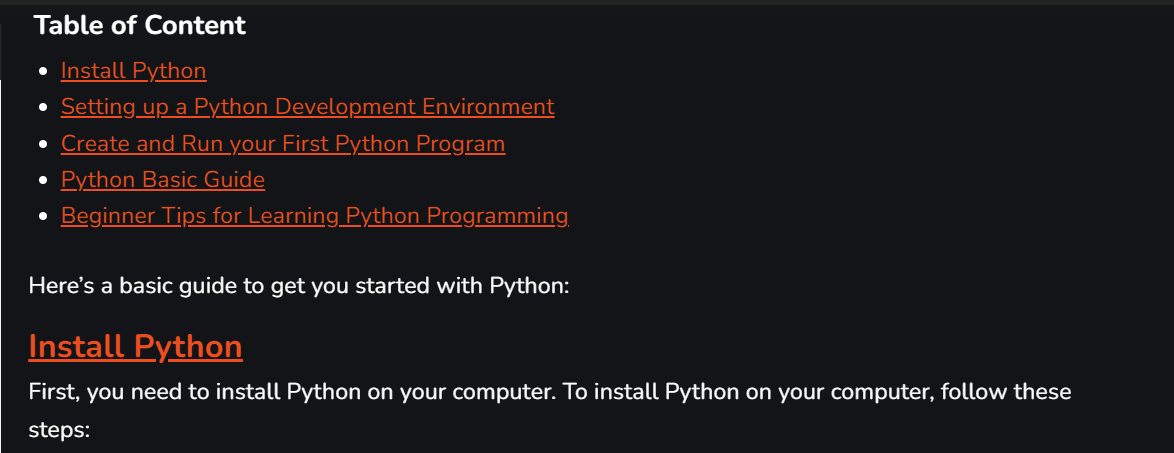 Table of Content
Install Python
Setting up a Python Development Environment
Create and Run your First Python Program
Python Basic Guide
Beginner Tips for Learning Python Programming
Here’s a basic guide to get you started with Python:
Install Python
First, you need to install Python on your computer. To install Python on your computer, follow these
steps: